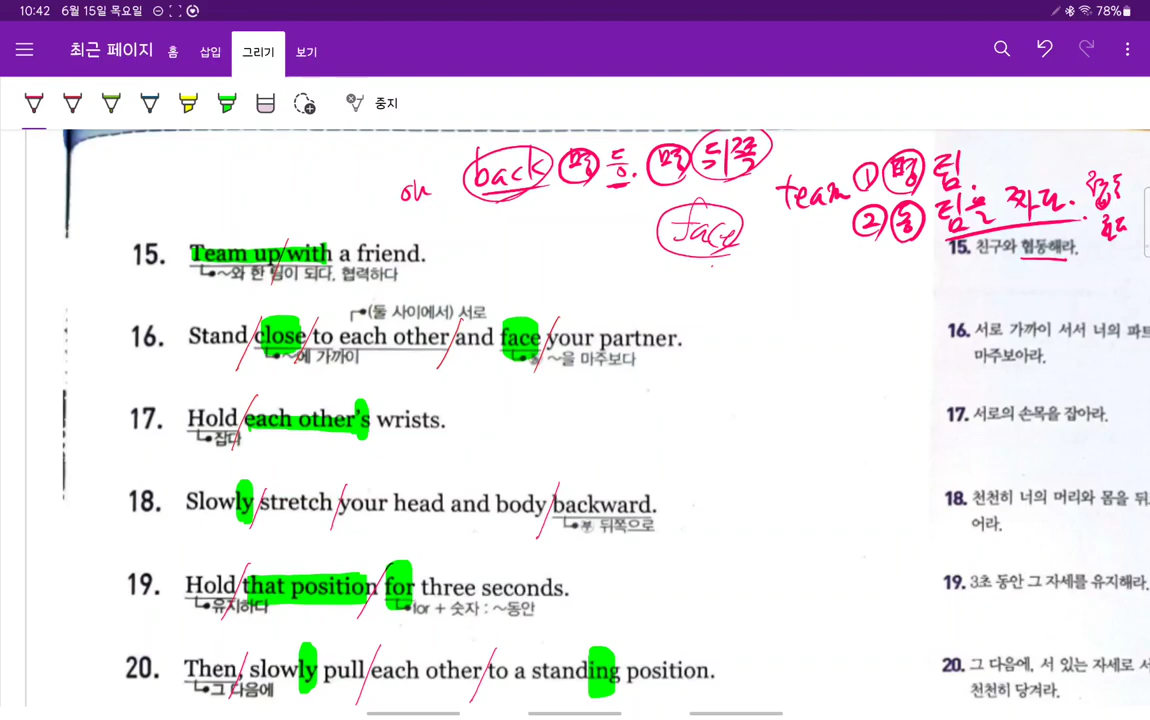 10:42 6월 15일 목요일 78%
최근 페이지 홈 삽입 그리기 보기
중지
on back 명 등. 명 뒤쪽
team ① 명 팀.
② 동 팀을 짜다.
face
15. Team up with a friend.
~와 한 팀이 되다, 협력하다
15. 친구와 협동해라.
(둘 사이에서) 서로
16. Stand close to each other and face your partner.
~에 가까이 ~을 마주보다
16. 서로 가까이 서서 너의 파트
마주보아라.
17. Hold each other's wrists.
잡다
17. 서로의 손목을 잡아라.
18. Slowly stretch your head and body backward.
부 뒤쪽으로
18. 천천히 너의 머리와 몸을 뒤
어라.
19. Hold that position for three seconds.
유지하다 for + 숫자 : ~동안
19. 3초 동안 그 자세를 유지해라.
20. Then, slowly pull each other to a standing position.
그 다음에
20. 그 다음에, 서 있는 자세로 서
천천히 당겨라.